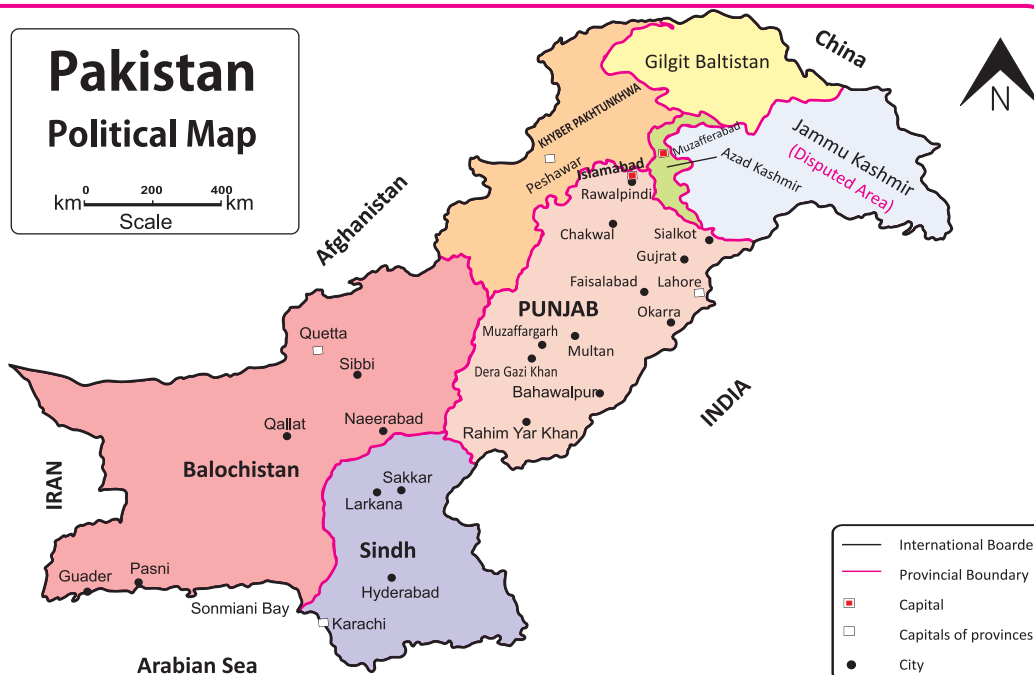 Pakistan
Political Map
0 200 400
km km
Scale
China
N
Gilgit Baltistan
KHYBER PAKHTUNKHWA
Jammu Kashmir
(Disputed Area)
Muzafferabad
Azad Kashmir
Peshawar
Islamabad
Rawalpindi
Afghanistan
Chakwal
Sialkot
Gujrat
Faisalabad
Lahore
PUNJAB
Okarra
Muzaffargarh
Multan
Dera Gazi Khan
Bahawalpur
Rahim Yar Khan
INDIA
Quetta
Sibbi
Qallat
Naeerabad
Balochistan
IRAN
Sakkar
Larkana
Sindh
Hyderabad
Guader
Pasni
Sonmiani Bay
Karachi
Arabian Sea
International Boarde
Provincial Boundary
Capital
Capitals of provinces
City